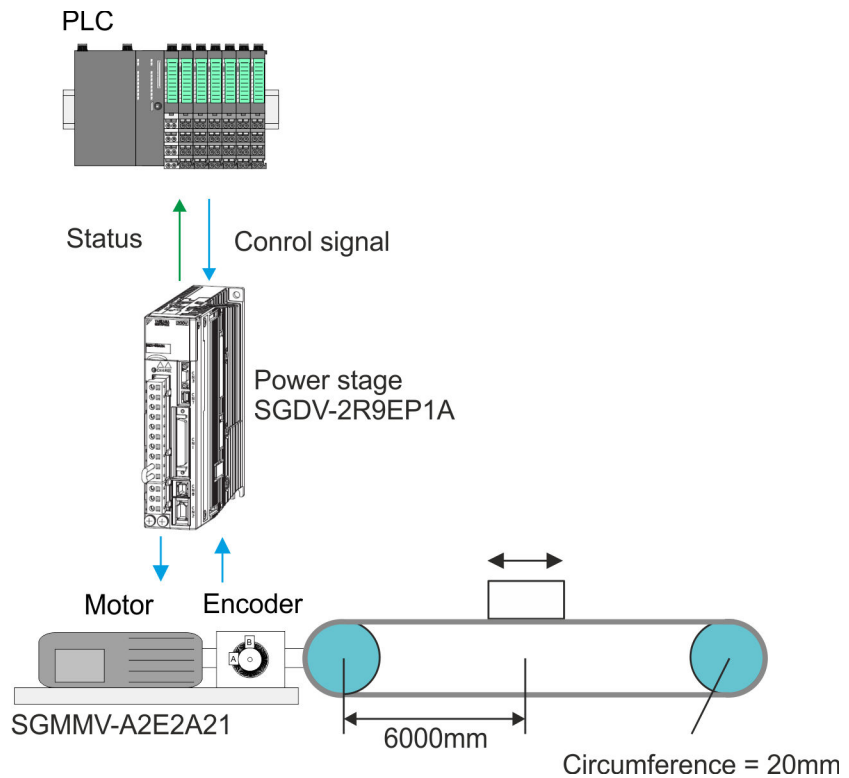 PLC
Status
Conrol signal
Power stage
SGDV-2R9EP1A
Motor
Encoder
A
B
SGMMV-A2E2A21
6000mm
Circumference = 20mm